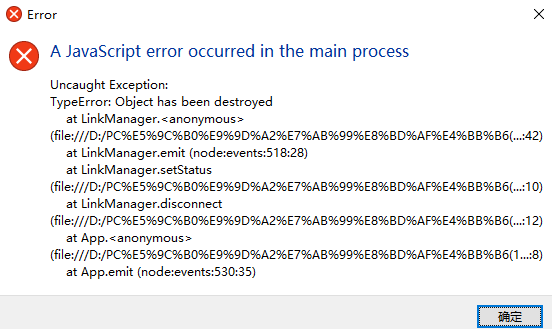 Error
A JavaScript error occurred in the main process
Uncaught Exception:
TypeError: Object has been destroyed
at LinkManager.<anonymous>
(file:///D:/PC%E5%9C%B0%E9%9D%A2%E7%AB%99%E8%BD%AF%E4%BB%B6(...:42)
at LinkManager.emit (node:events:518:28)
at LinkManager.setStatus
(file:///D:/PC%E5%9C%B0%E9%9D%A2%E7%AB%99%E8%BD%AF%E4%BB%B6(...:10)
at LinkManager.disconnect
(file:///D:/PC%E5%9C%B0%E9%9D%A2%E7%AB%99%E8%BD%AF%E4%BB%B6(...:12)
at App.<anonymous>
(file:///D:/PC%E5%9C%B0%E9%9D%A2%E7%AB%99%E8%BD%AF%E4%BB%B6(1...:8)
at App.emit (node:events:530:35)
确定